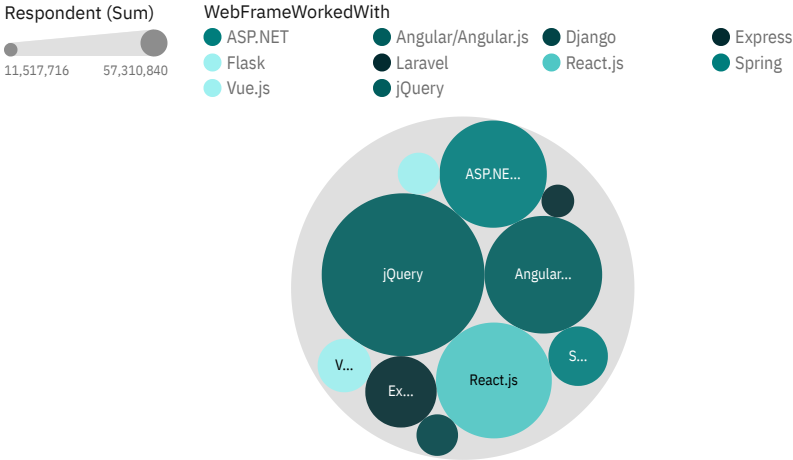 Respondent (Sum)
11,517,716 57,310,840
WebFrameWorkedWith
ASP.NET Angular/Angular.js Django Express
Flask Laravel React.js Spring
Vue.js jQuery
ASP.NE...
jQuery
Angular...
V...
S...
React.js
Ex...